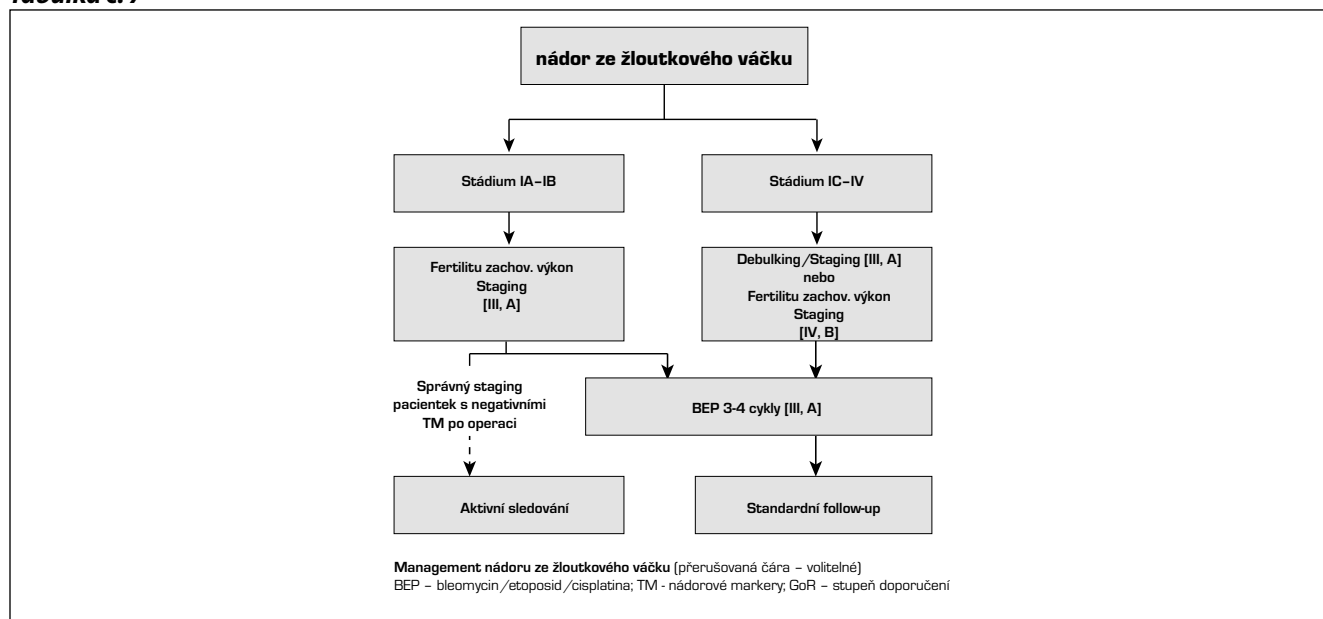 nádor ze žloutkového váčku
Stádium IA–IB
Stádium IC–IV
Fertilitu zachov. výkon
Staging
[III, A]
Debulking/Staging [III, A]
nebo
Fertilitu zachov. výkon
Staging
[IV, B]
Správný staging
pacientek s negativními
TM po operaci
BEP 3-4 cykly [III, A]
Aktivní sledování
Standardní follow-up
Management nádoru ze žloutkového váčku (přerušovaná čára – volitelné)
BEP – bleomycin/etoposid/cisplatina; TM - nádorové markery; GoR – stupeň doporučení